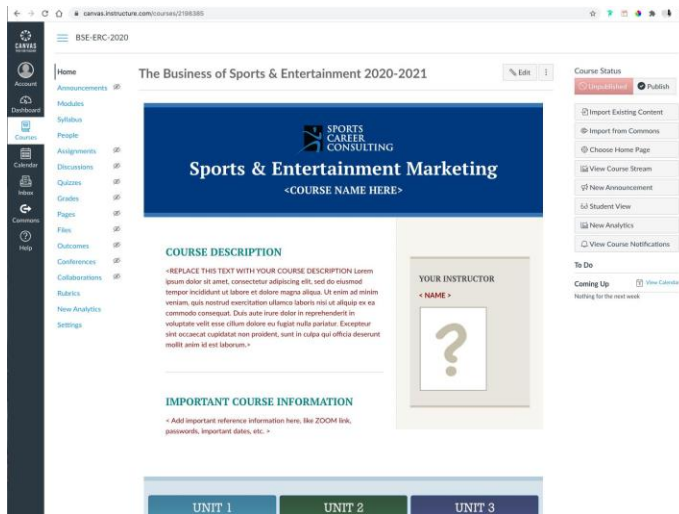 canvas.instructure.com/courses/2198385
CANVAS
BSE-ERC-2020
Account
Dashboard
Courses
Calendar
Inbox
Commons
Help
Home
Announcements
Modules
Syllabus
People
Assignments
Discussions
Quizzes
Grades
Pages
Files
Outcomes
Conferences
Collaborations
Rubrics
New Analytics
Settings
The Business of Sports & Entertainment 2020-2021
Edit
SPORTS
CAREER
CONSULTING
Sports & Entertainment Marketing
<COURSE NAME HERE>
COURSE DESCRIPTION
<REPLACE THIS TEXT WITH YOUR COURSE DESCRIPTION Lorem
ipsum dolor sit amet, consectetur adipiscing elit, sed do eiusmod
tempor incididunt ut labore et dolore magna aliqua. Ut enim ad minim
veniam, quis nostrud exercitation ullamco laboris nisi ut aliquip ex ea
commodo consequat. Duis aute irure dolor in reprehenderit in
voluptate velit esse cillum dolore eu fugiat nulla pariatur. Excepteur
sint occaecat cupidatat non proident, sunt in culpa qui officia deserunt
mollit anim id est laborum.>
YOUR INSTRUCTOR
< NAME >
?
IMPORTANT COURSE INFORMATION
< Add important reference information here, like ZOOM link,
passwords, important dates, etc. >
UNIT 1
UNIT 2
UNIT 3
Course Status
Unpublished
Publish
Import Existing Content
Import from Commons
Choose Home Page
View Course Stream
New Announcement
Student View
New Analytics
View Course Notifications
To Do
Coming Up
View Calendar
Nothing for the next week